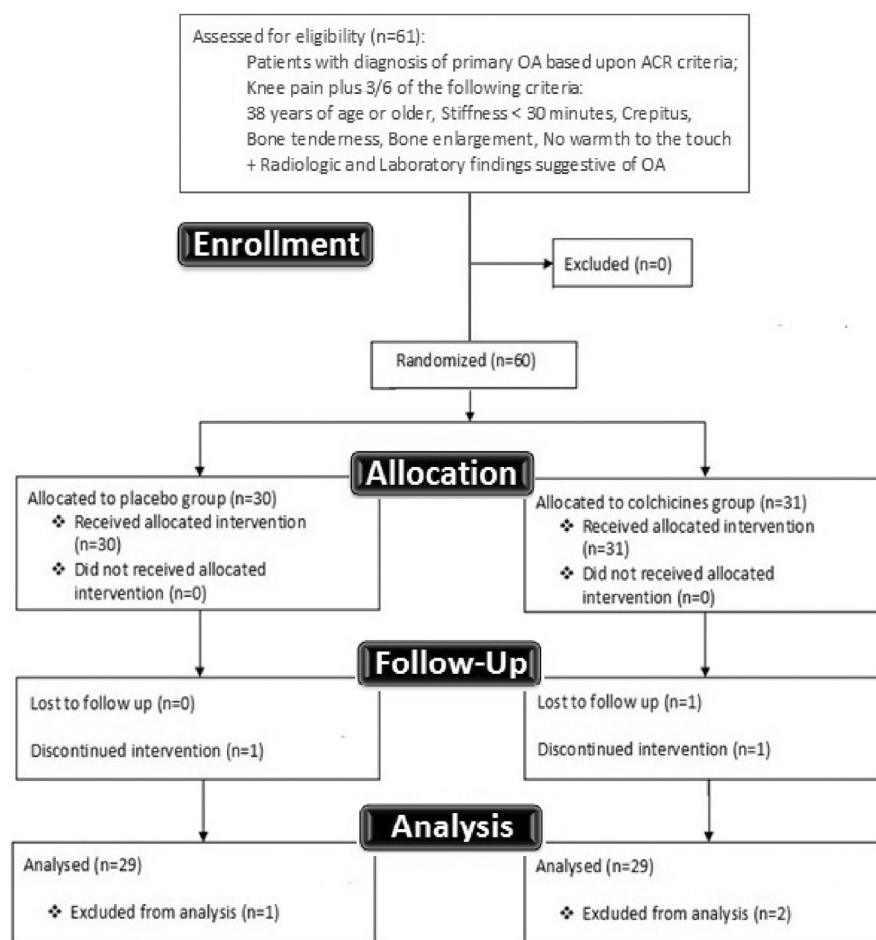 Assessed for eligibility (n=61):
Patients with diagnosis of primary OA based upon ACR criteria;
Knee pain plus 3/6 of the following criteria:
38 years of age or older, Stiffness < 30 minutes, Crepitus,
Bone tenderness, Bone enlargement, No warmth to the touch
+ Radiologic and Laboratory findings suggestive of OA
Enrollment
Excluded (n=0)
Randomized (n=60)
Allocation
Allocated to placebo group (n=30)
❖ Received allocated intervention
(n=30)
❖ Did not received allocated
intervention (n=0)
Allocated to colchicines group (n=31)
❖ Received allocated intervention
(n=31)
❖ Did not received allocated
intervention (n=0)
Follow-Up
Lost to follow up (n=0)
Discontinued intervention (n=1)
Lost to follow up (n=1)
Discontinued intervention (n=1)
Analysis
Analysed (n=29)
❖ Excluded from analysis (n=1)
Analysed (n=29)
❖ Excluded from analysis (n=2)